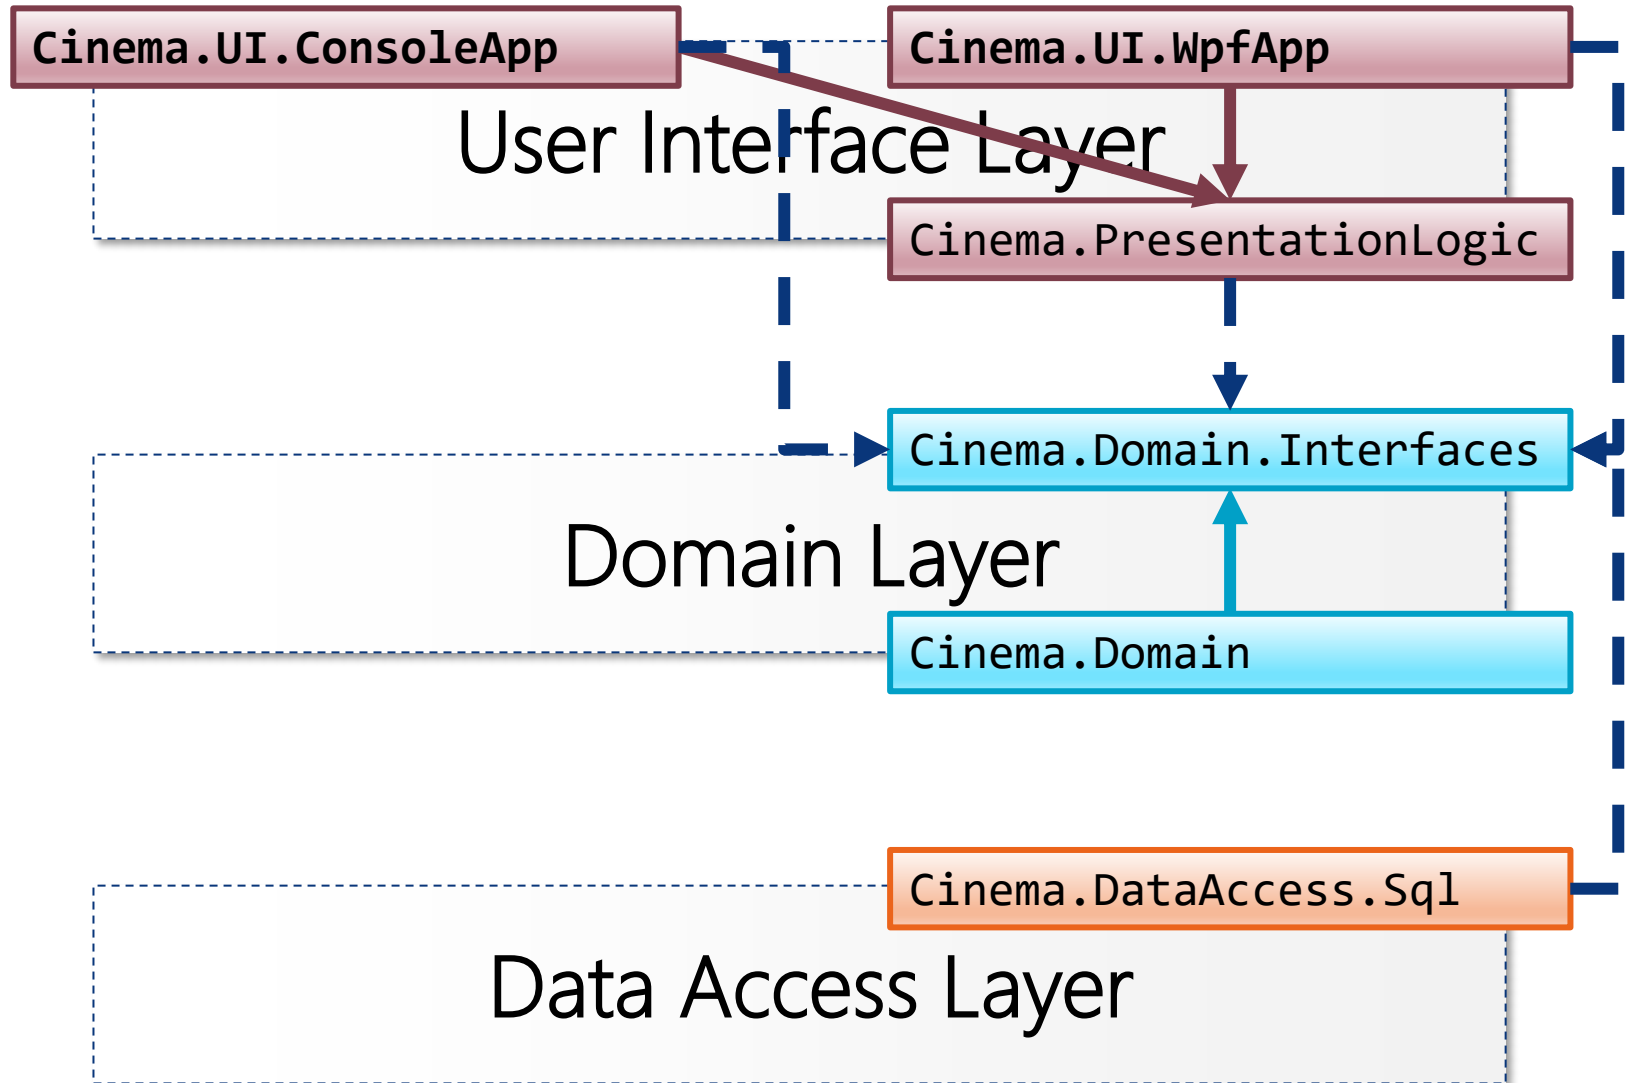 Cinema.UI.ConsoleApp
Cinema.UI.WpfApp
User Interface Layer
Cinema.PresentationLogic
Cinema.Domain.Interfaces
Domain Layer
Cinema.Domain
Cinema.DataAccess.Sql
Data Access Layer